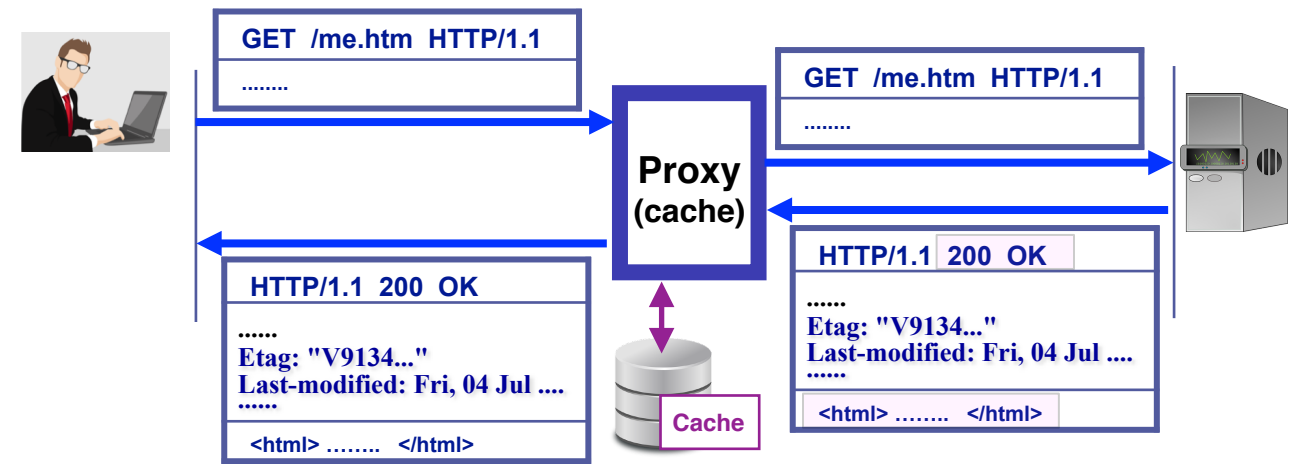 GET /me.htm HTTP/1.1
........
GET /me.htm HTTP/1.1
........
Proxy
(cache)
HTTP/1.1 200 OK
......
Etag: "V9134..."
Last-modified: Fri, 04 Jul ....
......
<html> …….. </html>
HTTP/1.1 200 OK
......
Etag: "V9134..."
Last-modified: Fri, 04 Jul ....
......
<html> …….. </html>
Cache